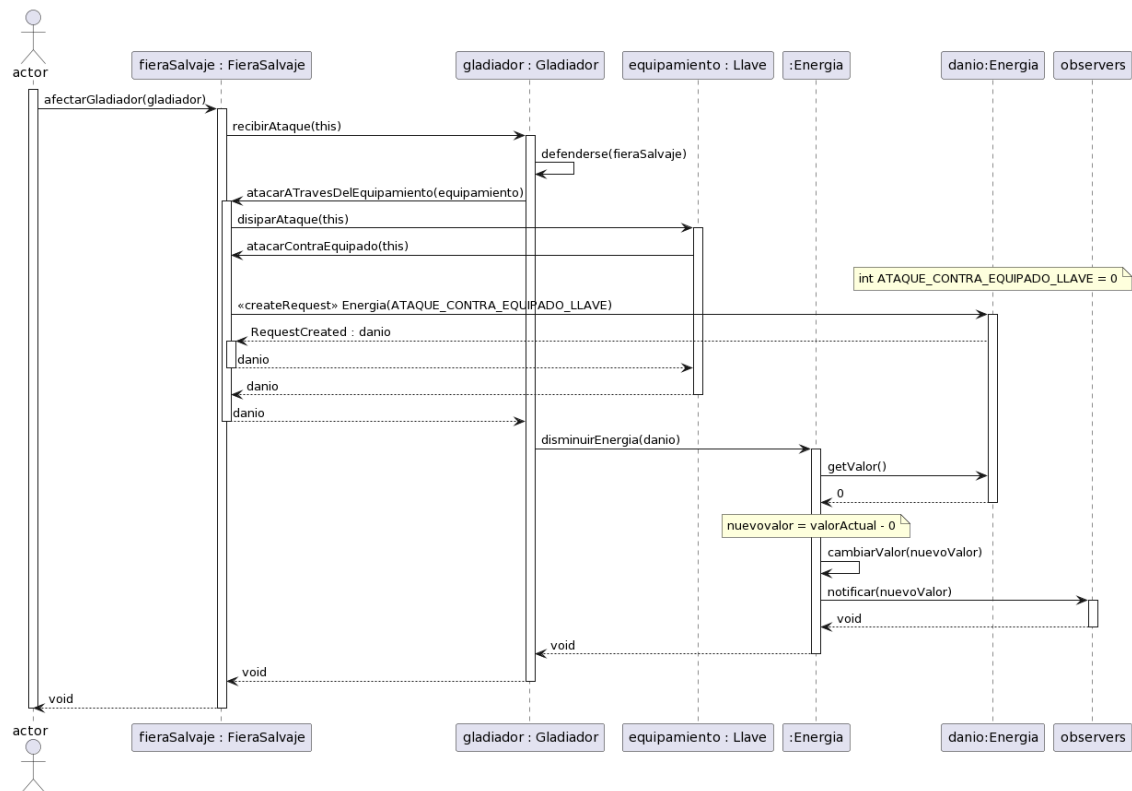 actor
fieraSalvaje : FieraSalvaje
gladiador : Gladiador
equipamiento : Llave
:Energia
danio:Energia
observers
afectarGladiador(gladiador)
recibirAtaque(this)
defenderse(fieraSalvaje)
atacarATravesDelEquipamiento(equipamiento)
disiparAtaque(this)
atacarContraEquipado(this)
int ATAQUE_CONTRA_EQUIPADO_LLAVE = 0
«createRequest» Energia(ATAQUE_CONTRA_EQUIPADO_LLAVE)
RequestCreated : danio
danio
danio
danio
disminuirEnergia(danio)
getValor()
0
nuevovalor = valorActual - 0
cambiarValor(nuevoValor)
notificar(nuevoValor)
void
void
void
void
actor
fieraSalvaje : FieraSalvaje
gladiador : Gladiador
equipamiento : Llave
:Energia
danio:Energia
observers